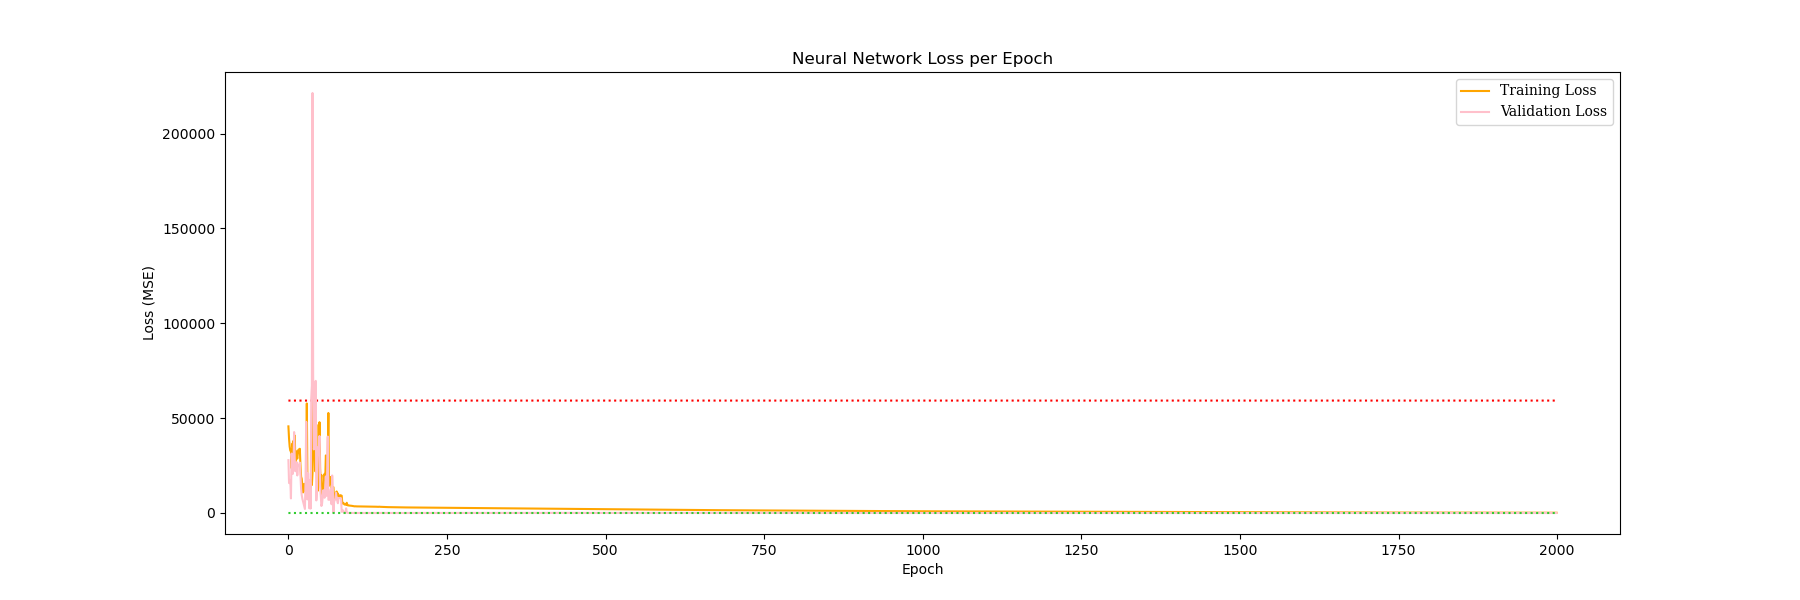 Neural Network Loss per Epoch
Training Loss
Validation Loss
Loss (MSE)
200000
150000
100000
50000
0
0 250 500 750 1000 1250 1500 1750 2000
Epoch